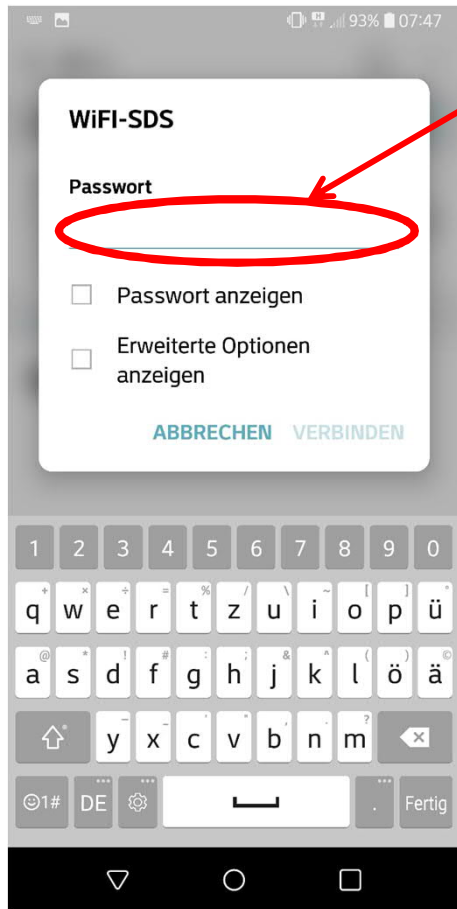 93% 07:47
WiFI-SDS
Passwort
Passwort anzeigen
Erweiterte Optionen
anzeigen
ABBRECHEN VERBINDEN
1 2 3 4 5 6 7 8 9 0
+ × ÷ = % / \ ~ [ ]
q w e r t z u i o p ü
@ * ! # : ; & ^ ( ) ©
a s d f g h j k l ö ä
- _ ' " , . ?
y x c v b n m
1# DE . Fertig